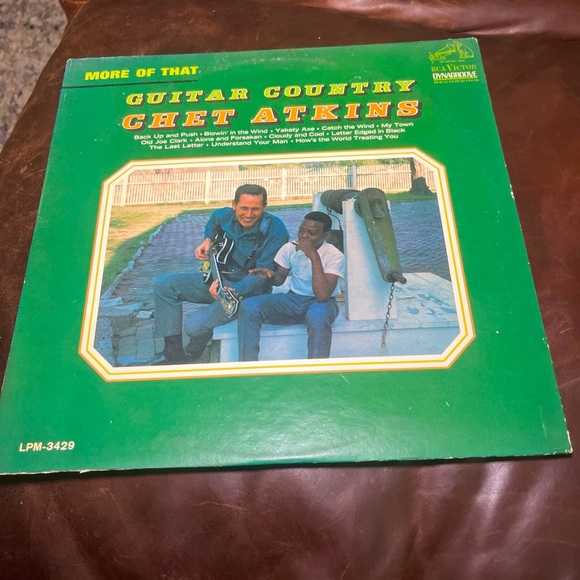 MORE OF THAT
RCA VICTOR
DYNAGROOVE
RECORDING
GUITAR COUNTRY
CHET ATKINS
Back Up and Push • Blowin' in the Wind • Yakety Axe • Catch the Wind • My Town
Old Joe Clark • Alone and Forsaken • Cloudy and Cool • Letter Edged in Black
The Last Letter • Understand Your Man • How's the World Treating You
LPM-3429